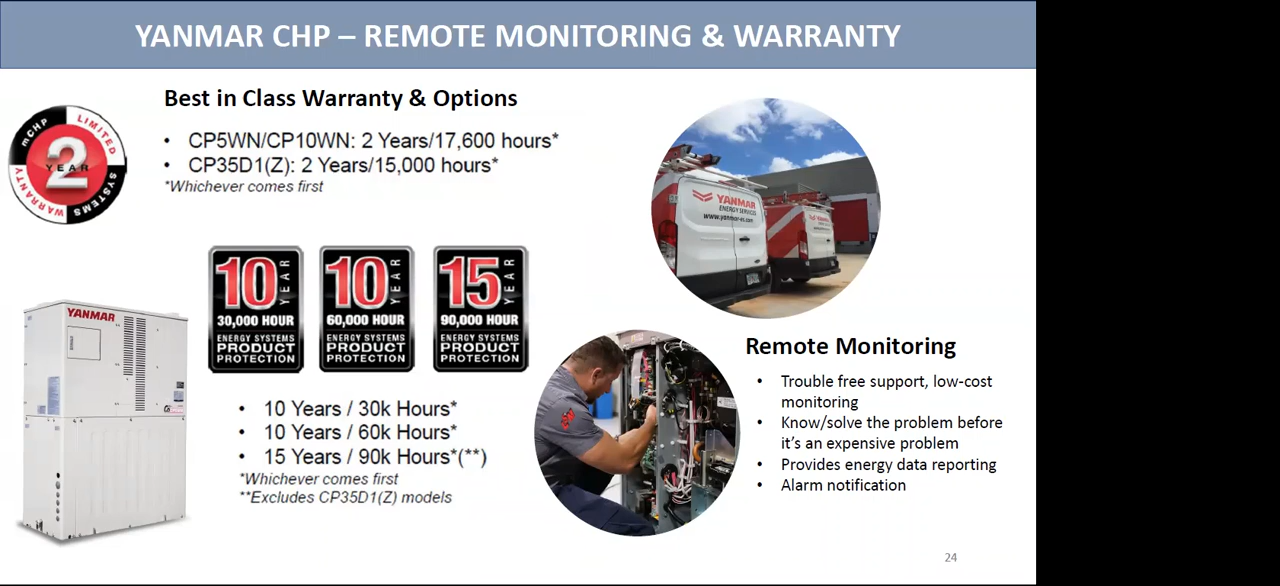 YANMAR CHP – REMOTE MONITORING & WARRANTY
Best in Class Warranty & Options
• CP5WN/CP10WN: 2 Years/17,600 hours*
• CP35D1(Z): 2 Years/15,000 hours*
*Whichever comes first
mCHP LIMITED
2
YEAR
SYSTEMS WARRANTY
YANMAR
ENERGY SERVICES
www.yanmar-es.com
YANMAR
10 YEAR
30,000 HOUR
ENERGY SYSTEMS
PRODUCT
PROTECTION
10 YEAR
60,000 HOUR
ENERGY SYSTEMS
PRODUCT
PROTECTION
15 YEAR
90,000 HOUR
ENERGY SYSTEMS
PRODUCT
PROTECTION
YANMAR
• 10 Years / 30k Hours*
• 10 Years / 60k Hours*
• 15 Years / 90k Hours*(**)
*Whichever comes first
**Excludes CP35D1(Z) models
Remote Monitoring
• Trouble free support, low-cost
monitoring
• Know/solve the problem before
it's an expensive problem
• Provides energy data reporting
• Alarm notification
24